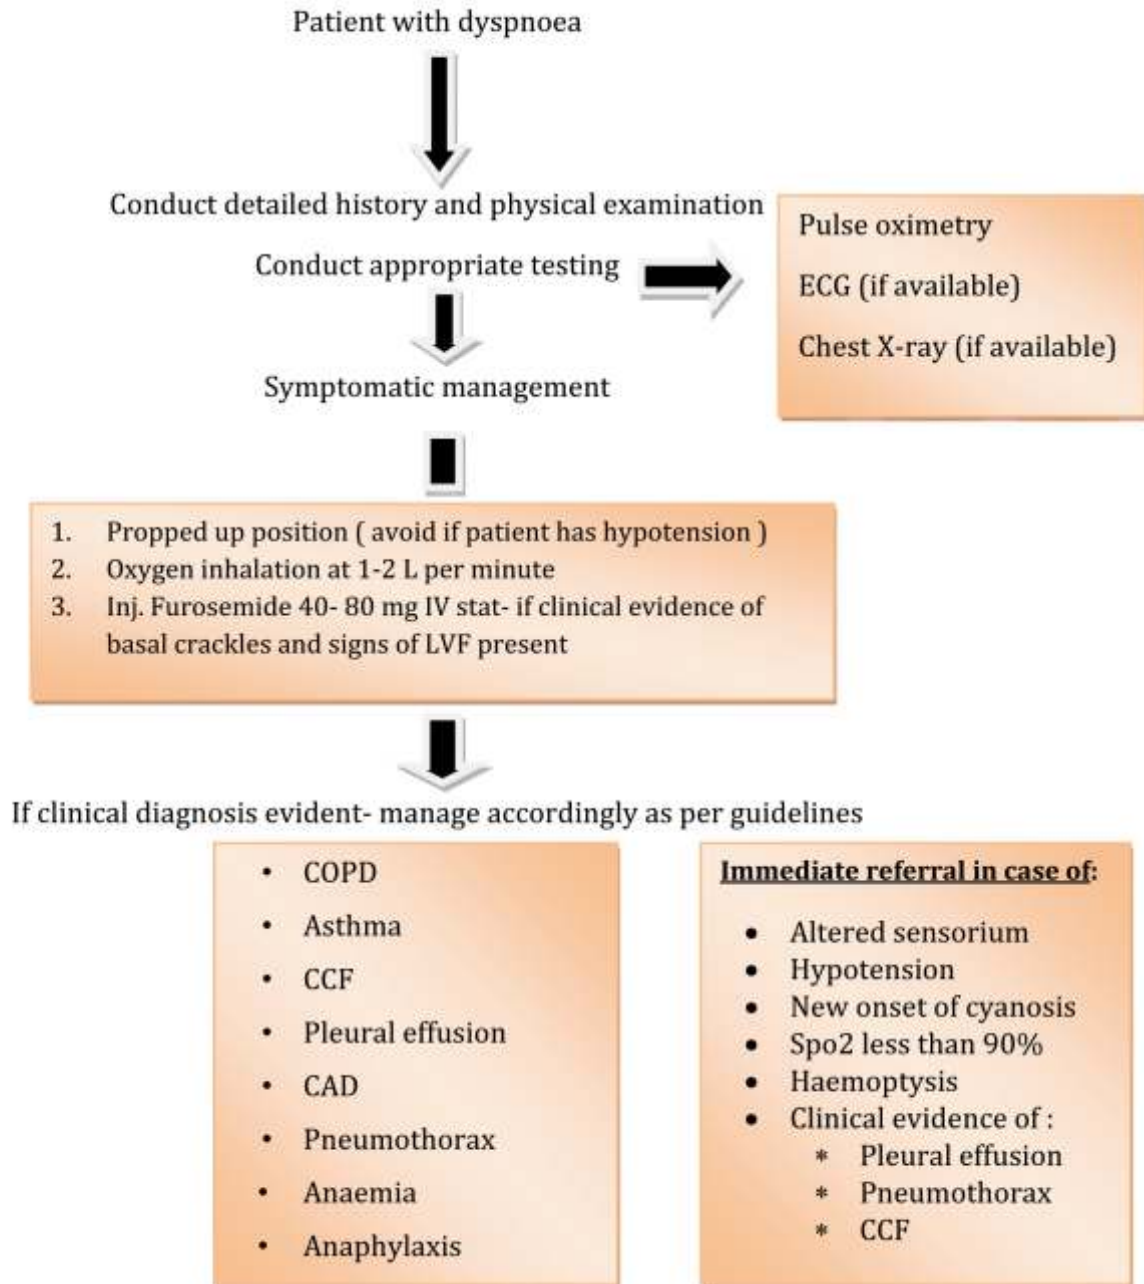 Patient with dyspnoea
Conduct detailed history and physical examination
Conduct appropriate testing
Pulse oximetry
ECG (if available)
Chest X-ray (if available)
Symptomatic management
1. Propped up position ( avoid if patient has hypotension )
2. Oxygen inhalation at 1-2 L per minute
3. Inj. Furosemide 40- 80 mg IV stat- if clinical evidence of
basal crackles and signs of LVF present
If clinical diagnosis evident- manage accordingly as per guidelines
• COPD
• Asthma
• CCF
• Pleural effusion
• CAD
• Pneumothorax
• Anaemia
• Anaphylaxis
Immediate referral in case of:
• Altered sensorium
• Hypotension
• New onset of cyanosis
• Spo2 less than 90%
• Haemoptysis
• Clinical evidence of :
* Pleural effusion
* Pneumothorax
* CCF